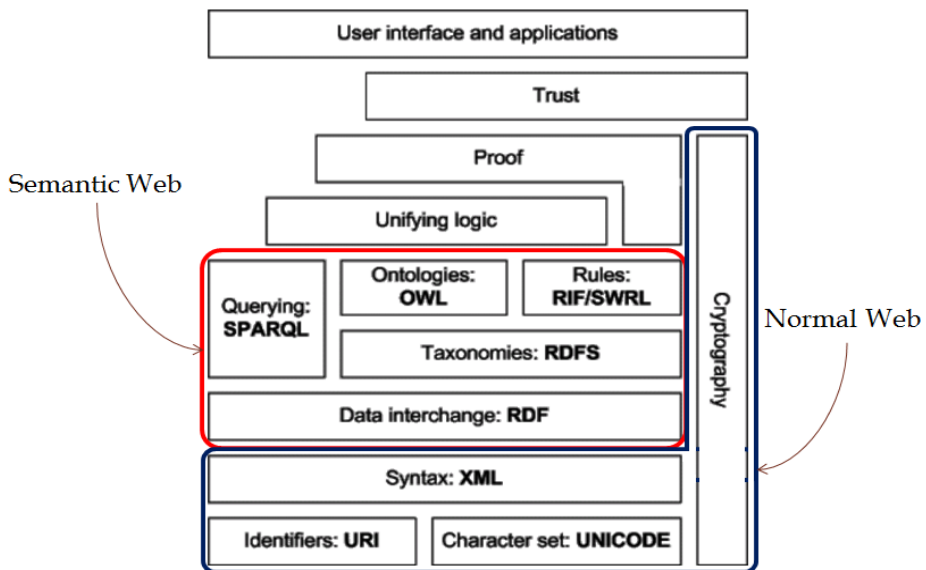 User interface and applications
Trust
Proof
Semantic Web
Unifying logic
Querying:
SPARQL
Ontologies:
OWL
Rules:
RIF/SWRL
Cryptography
Normal Web
Taxonomies: RDFS
Data interchange: RDF
Syntax: XML
Identifiers: URI
Character set: UNICODE